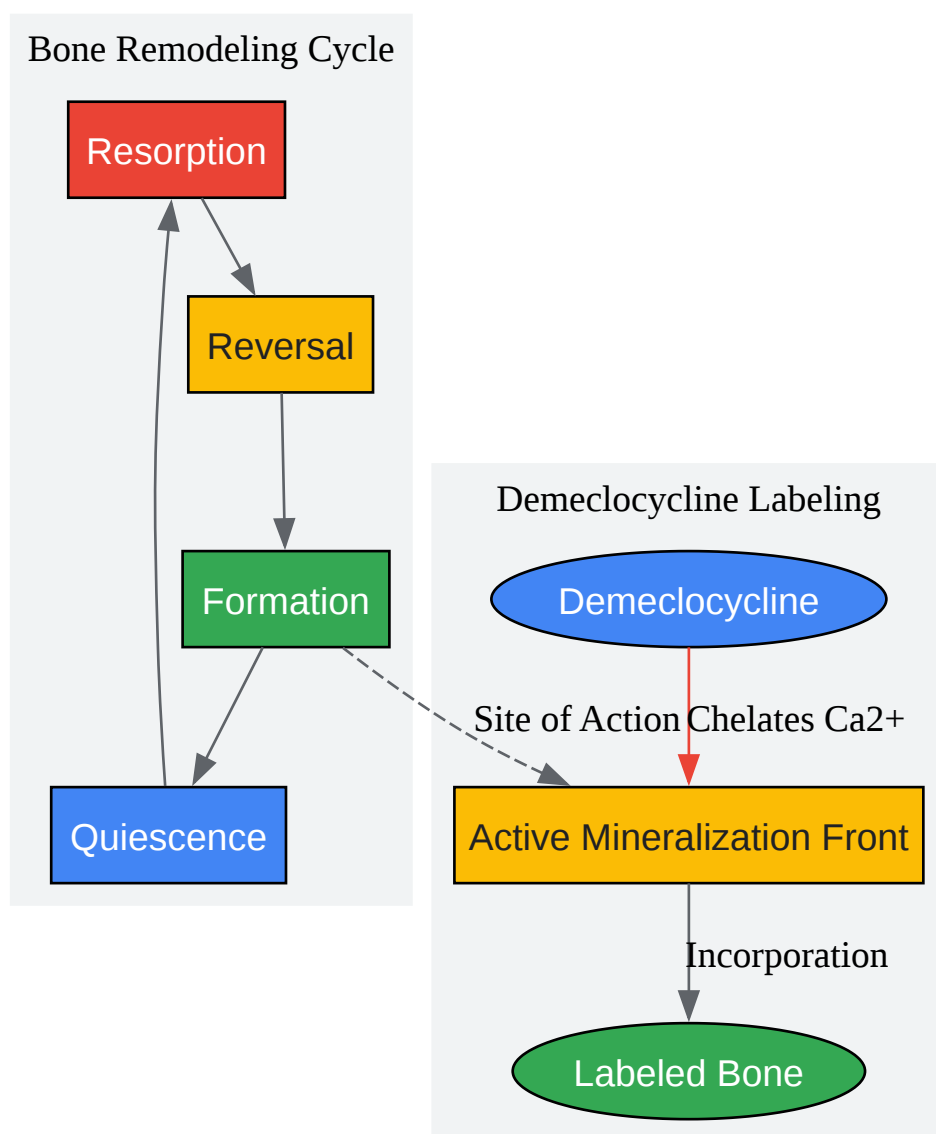 Bone Remodeling Cycle
Resorption
Reversal
Formation
Quiescence
Demeclocycline Labeling
Demeclocycline
Site of Action
Chelates Ca2+
Active Mineralization Front
Incorporation
Labeled Bone